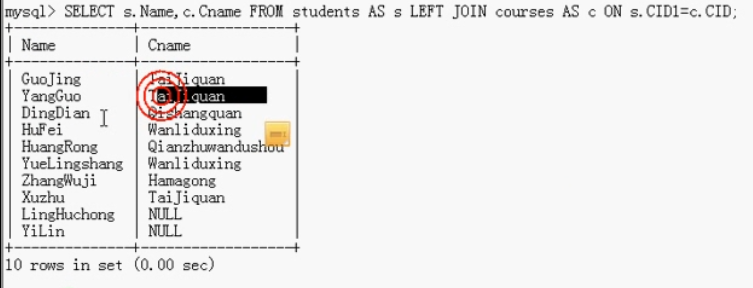 mysql> SELECT s.Name,c.Cname FROM students AS s LEFT JOIN courses AS c ON s.CID1=c.CID;
+--------------+------------------+
| Name | Cname |
+--------------+------------------+
| GuoJing | TaiJiquan |
| YangGuo | TaiJiquan |
| DingDian | Qishangquan |
| HuFei | Wanliduxing |
| HuangRong | Qianzhuwandushou |
| YueLingshang | Wanliduxing |
| ZhangWuji | Hamagong |
| Xuzhu | TaiJiquan |
| LingHuchong | NULL |
| YiLin | NULL |
+--------------+------------------+
10 rows in set (0.00 sec)